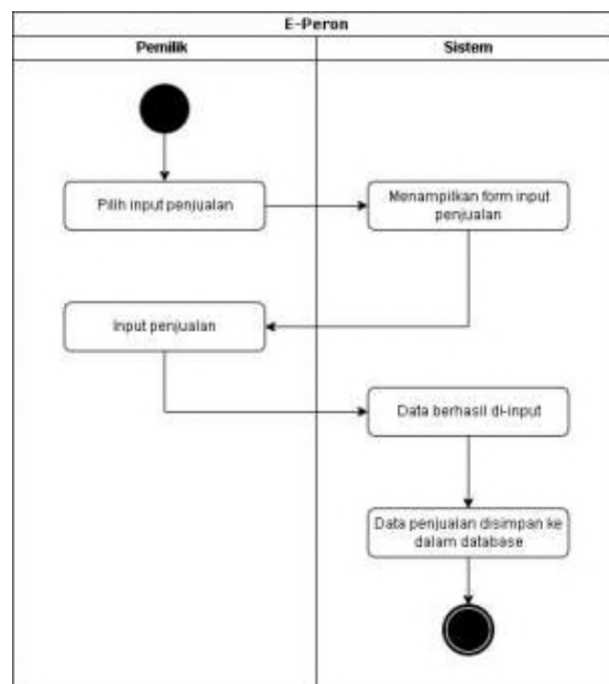 E-Peron
Pemilik
Sistem
Pilih input penjualan
Menampilkan form input
penjualan
Input penjualan
Data berhasil di-input
Data penjualan disimpan ke
dalam database